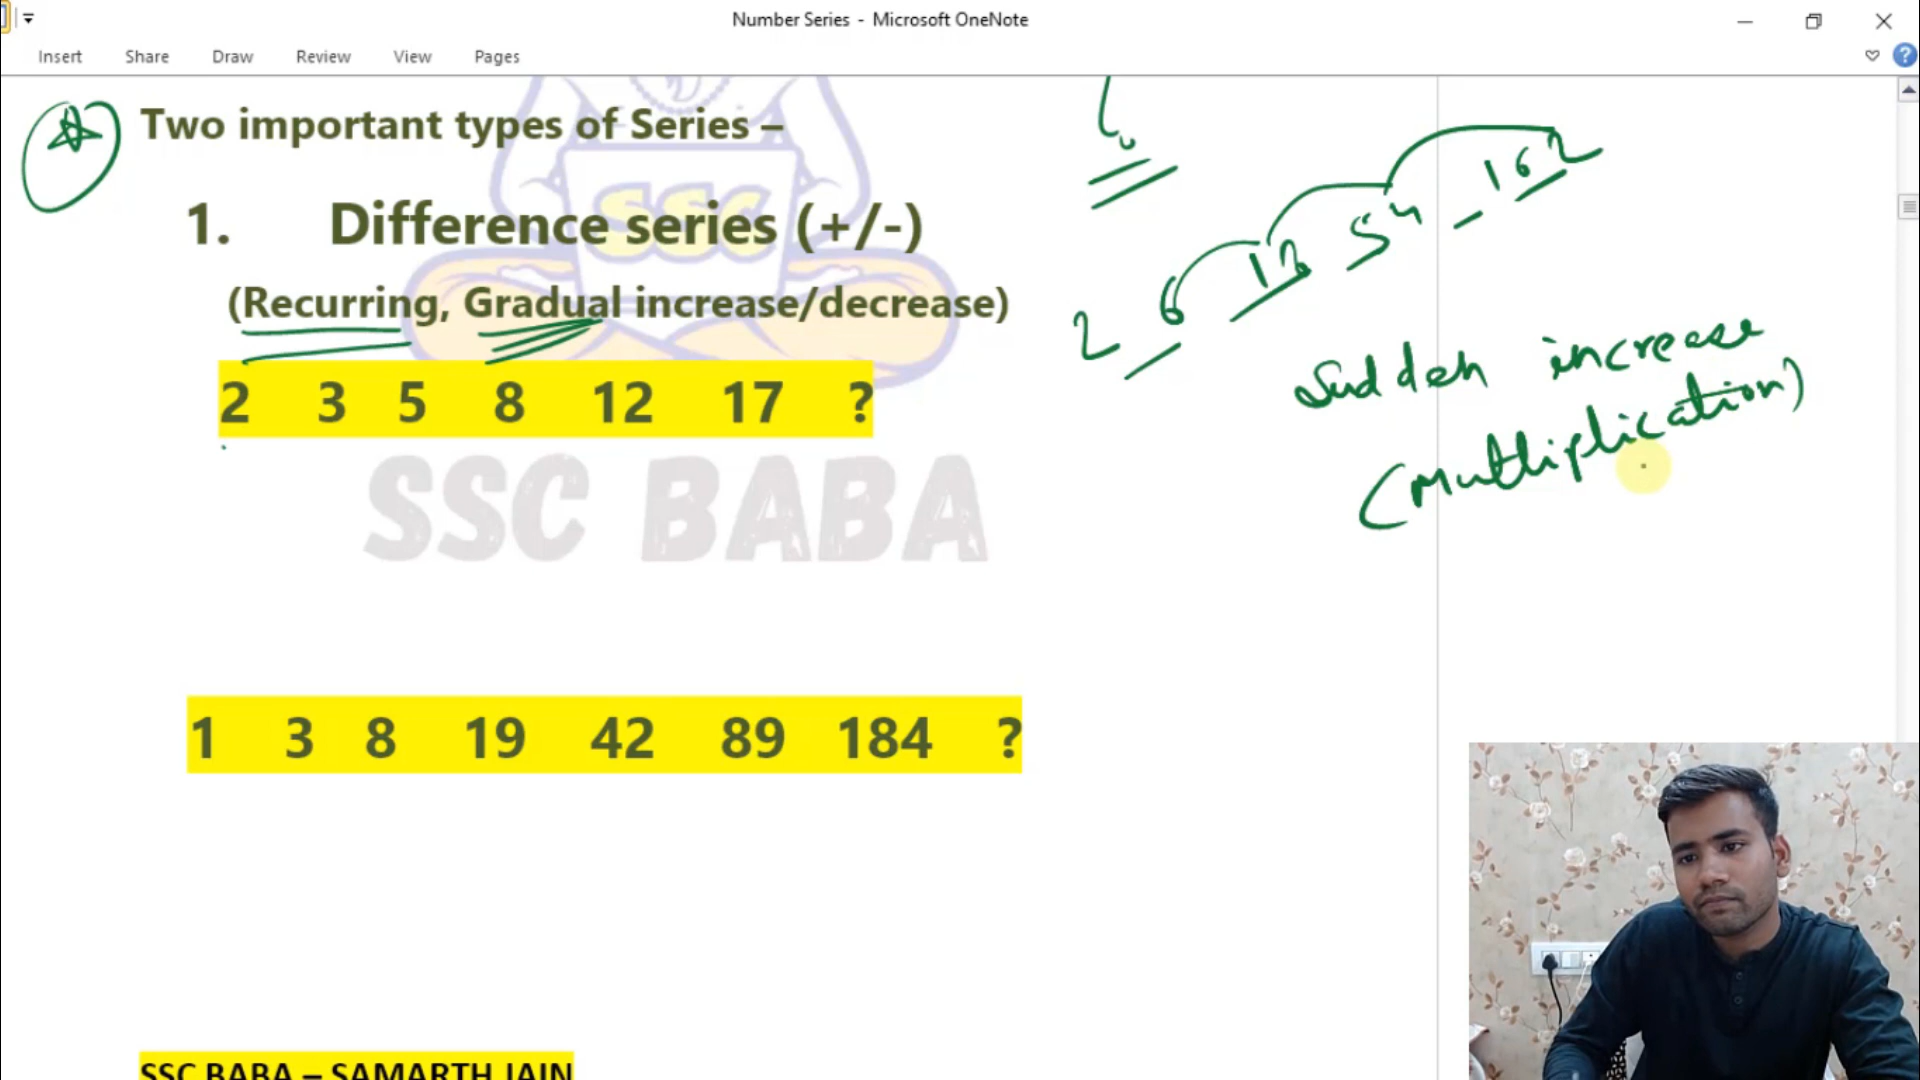 Number Series - Microsoft OneNote
Insert Share Draw Review View Pages
Two important types of Series –
1. Difference series (+/-)
(Recurring, Gradual increase/decrease)
2 3 5 8 12 17 ?
SSC
SSC BABA
2 6 18 54 162
Sudden increase
(Multiplication)
1 3 8 19 42 89 184 ?
SSC BABA – SAMARTH JAIN